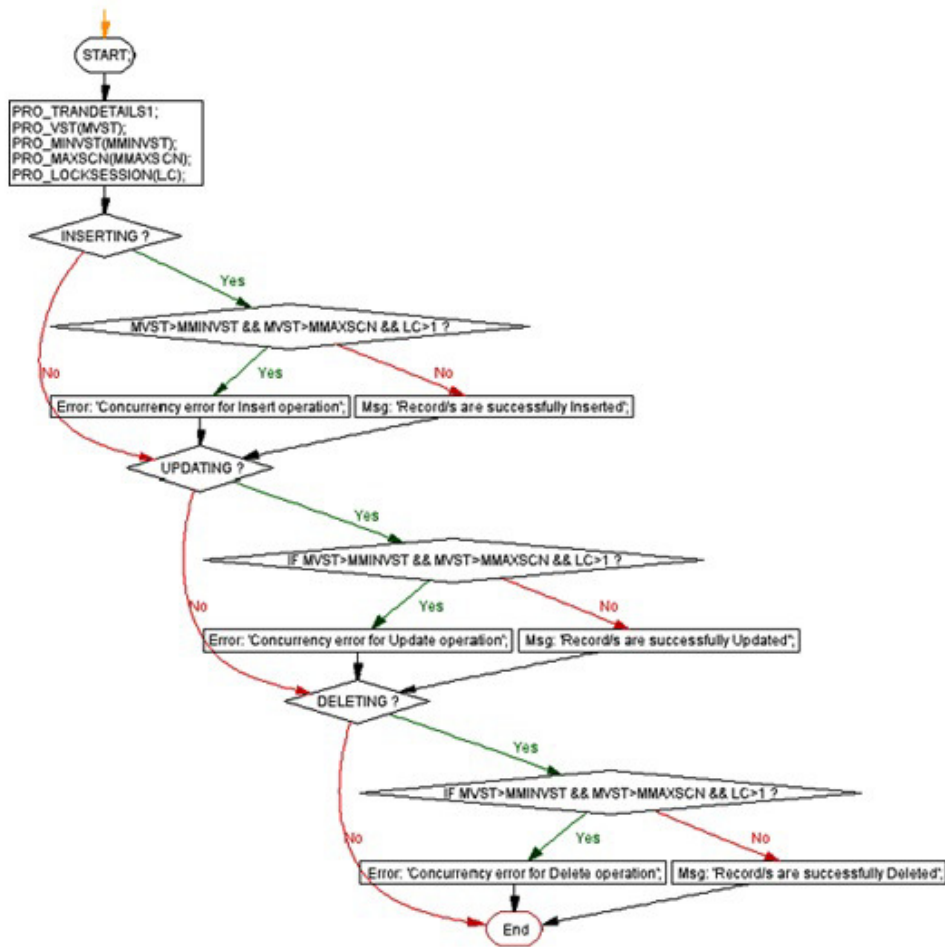 START;
PRO_TRANDETAILS1;
PRO_VST(MVST);
PRO_MINVST(MMINVST);
PRO_MAXSCN(MMAXSCN);
PRO_LOCKSESSION(LC);
INSERTING ?
Yes
MVST>MMINVST && MVST>MMAXSCN && LC>1 ?
No
Yes
No
Error: 'Concurrency error for Insert operation';
Msg: 'Record/s are successfully Inserted';
UPDATING ?
Yes
IF MVST>MMINVST && MVST>MMAXSCN && LC>1 ?
No
Yes
No
Error: 'Concurrency error for Update operation';
Msg: 'Record/s are successfully Updated";
DELETING ?
Yes
IF MVST>MMINVST && MVST>MMAXSCN && LC>1 ?
No
Yes
No
Error: 'Concurrency error for Delete operation';
Msg: 'Record/s are successfully Deleted';
End